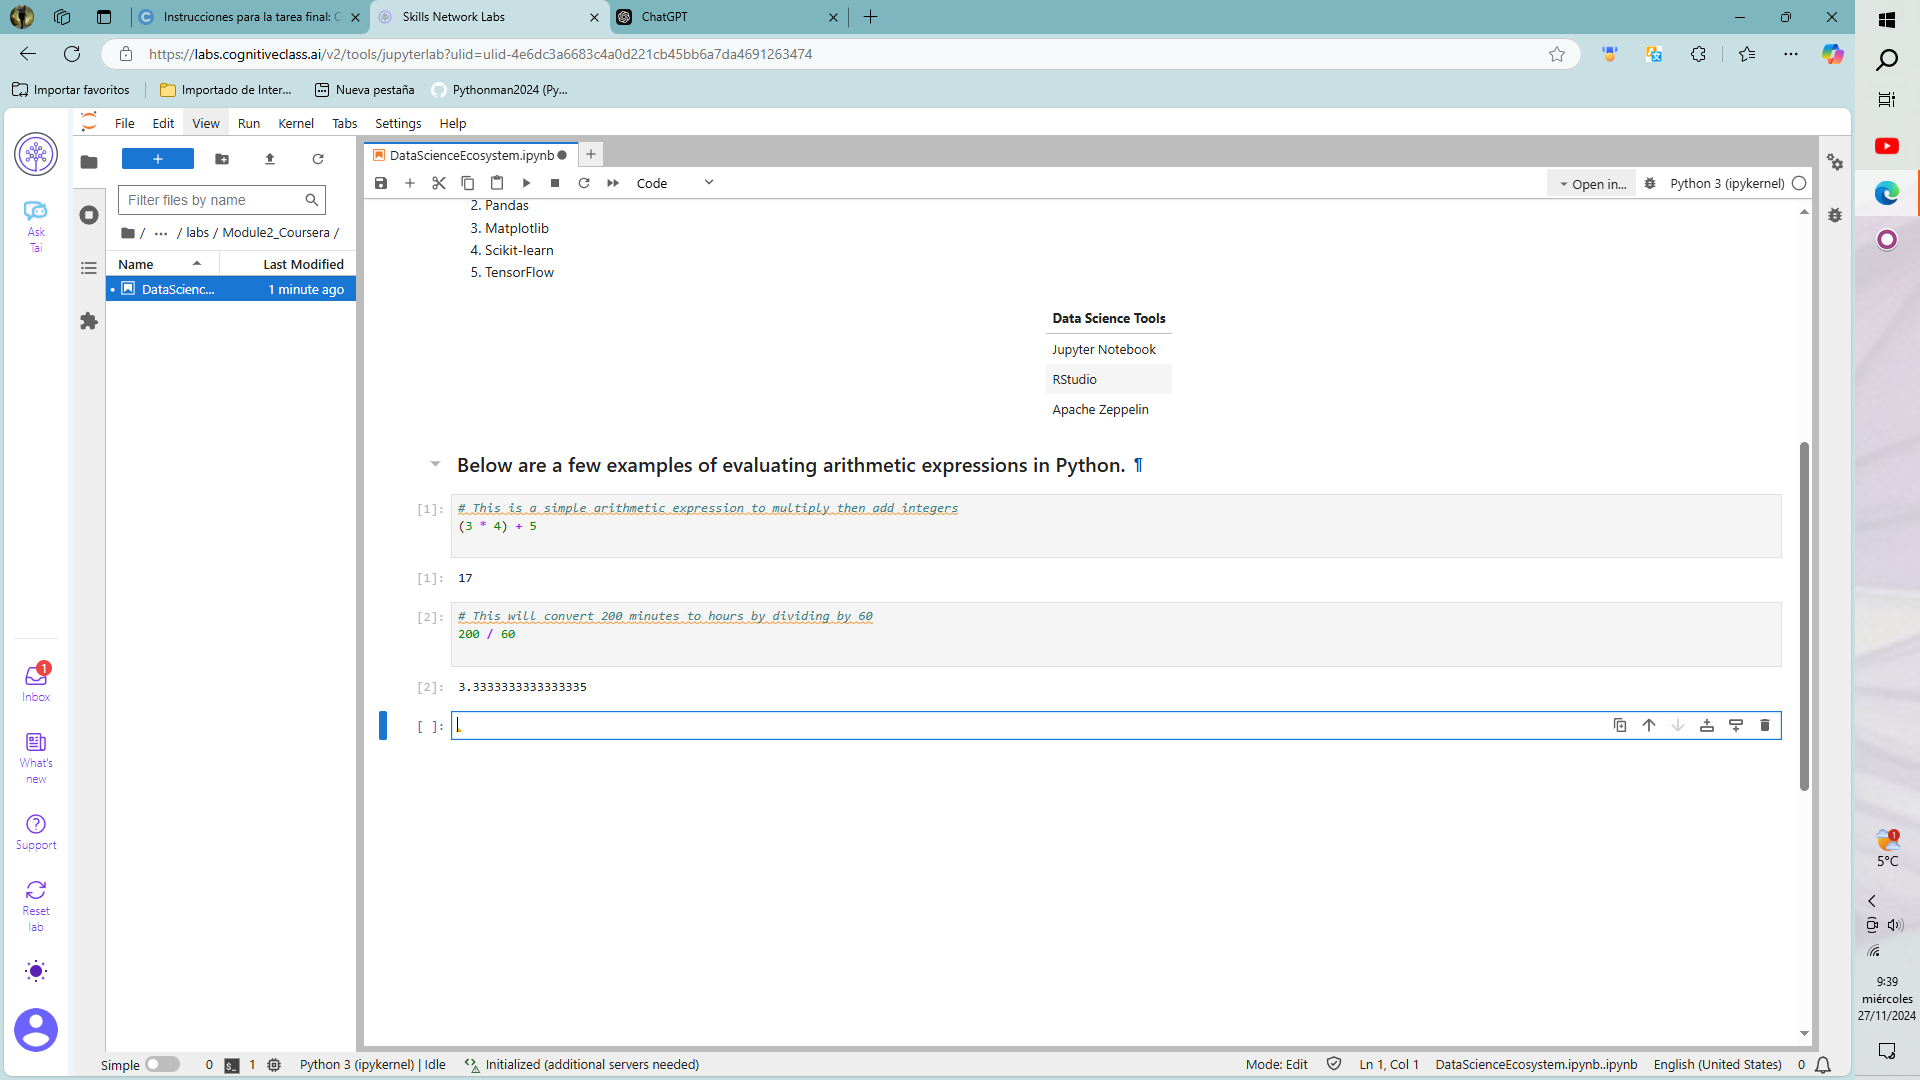 Instrucciones para la tarea final: C
Skills Network Labs
ChatGPT
https://labs.cognitiveclass.ai/v2/tools/jupyterlab?ulid=ulid-4e6dc3a6683c4a0d221cb45bb6a7da4691263474
Importar favoritos
Importado de Inter...
Nueva pestaña
Pythonman2024 (Py...
File Edit View Run Kernel Tabs Settings Help
Ask
Tai
Filter files by name
/ ... / labs / Module2_Coursera /
Name
Last Modified
DataScienc...
1 minute ago
DataScienceEcosystem.ipynb
Code
Open in...
Python 3 (ipykernel)
2. Pandas
3. Matplotlib
4. Scikit-learn
5. TensorFlow
Data Science Tools
Jupyter Notebook
RStudio
Apache Zeppelin
Below are a few examples of evaluating arithmetic expressions in Python. ¶
[1]: # This is a simple arithmetic expression to multiply then add integers
(3 * 4) + 5
[1]: 17
[2]: # This will convert 200 minutes to hours by dividing by 60
200 / 60
[2]: 3.3333333333333335
[ ]:
1
Inbox
What's
new
Support
Reset
lab
Simple
0
1
Python 3 (ipykernel) | Idle
Initialized (additional servers needed)
Mode: Edit
Ln 1, Col 1
DataScienceEcosystem.ipynb..ipynb
English (United States)
0
1
5°C
9:39
miércoles
27/11/2024